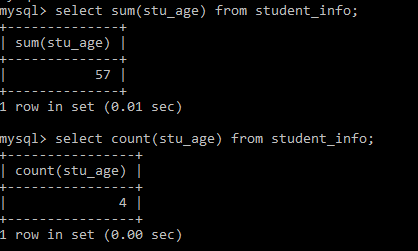 mysql> select sum(stu_age) from student_info;
+--------------+
| sum(stu_age) |
+--------------+
|           57 |
+--------------+
1 row in set (0.01 sec)
mysql> select count(stu_age) from student_info;
+----------------+
| count(stu_age) |
+----------------+
|              4 |
+----------------+
1 row in set (0.00 sec)